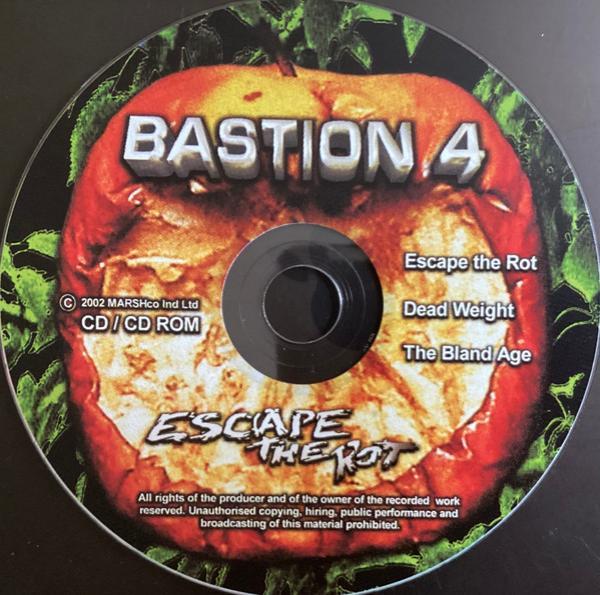 BASTION 4
Escape the Rot
© 2002 MARSHco Ind Ltd
Dead Weight
CD / CD ROM
The Bland Age
ESCAPE
THE ROT
All rights of the producer and of the owner of the recorded work
reserved. Unauthorised copying, hiring, public performance and
broadcasting of this material prohibited.